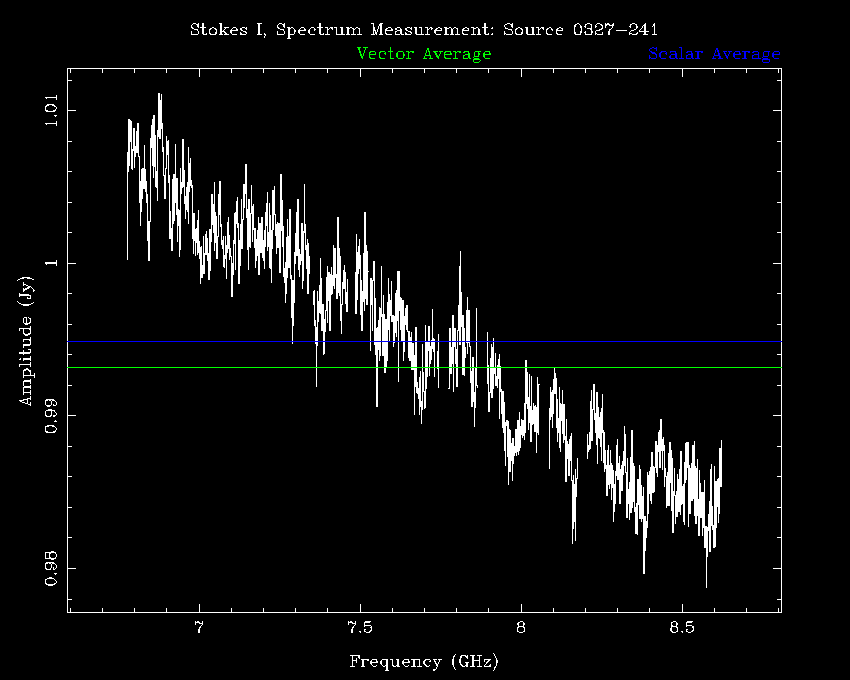 Stokes I, Spectrum Measurement: Source 0327−241
Vector Average
Scalar Average
1.01
1
0.99
0.98
Amplitude (Jy)
7
7.5
8
8.5
Frequency (GHz)